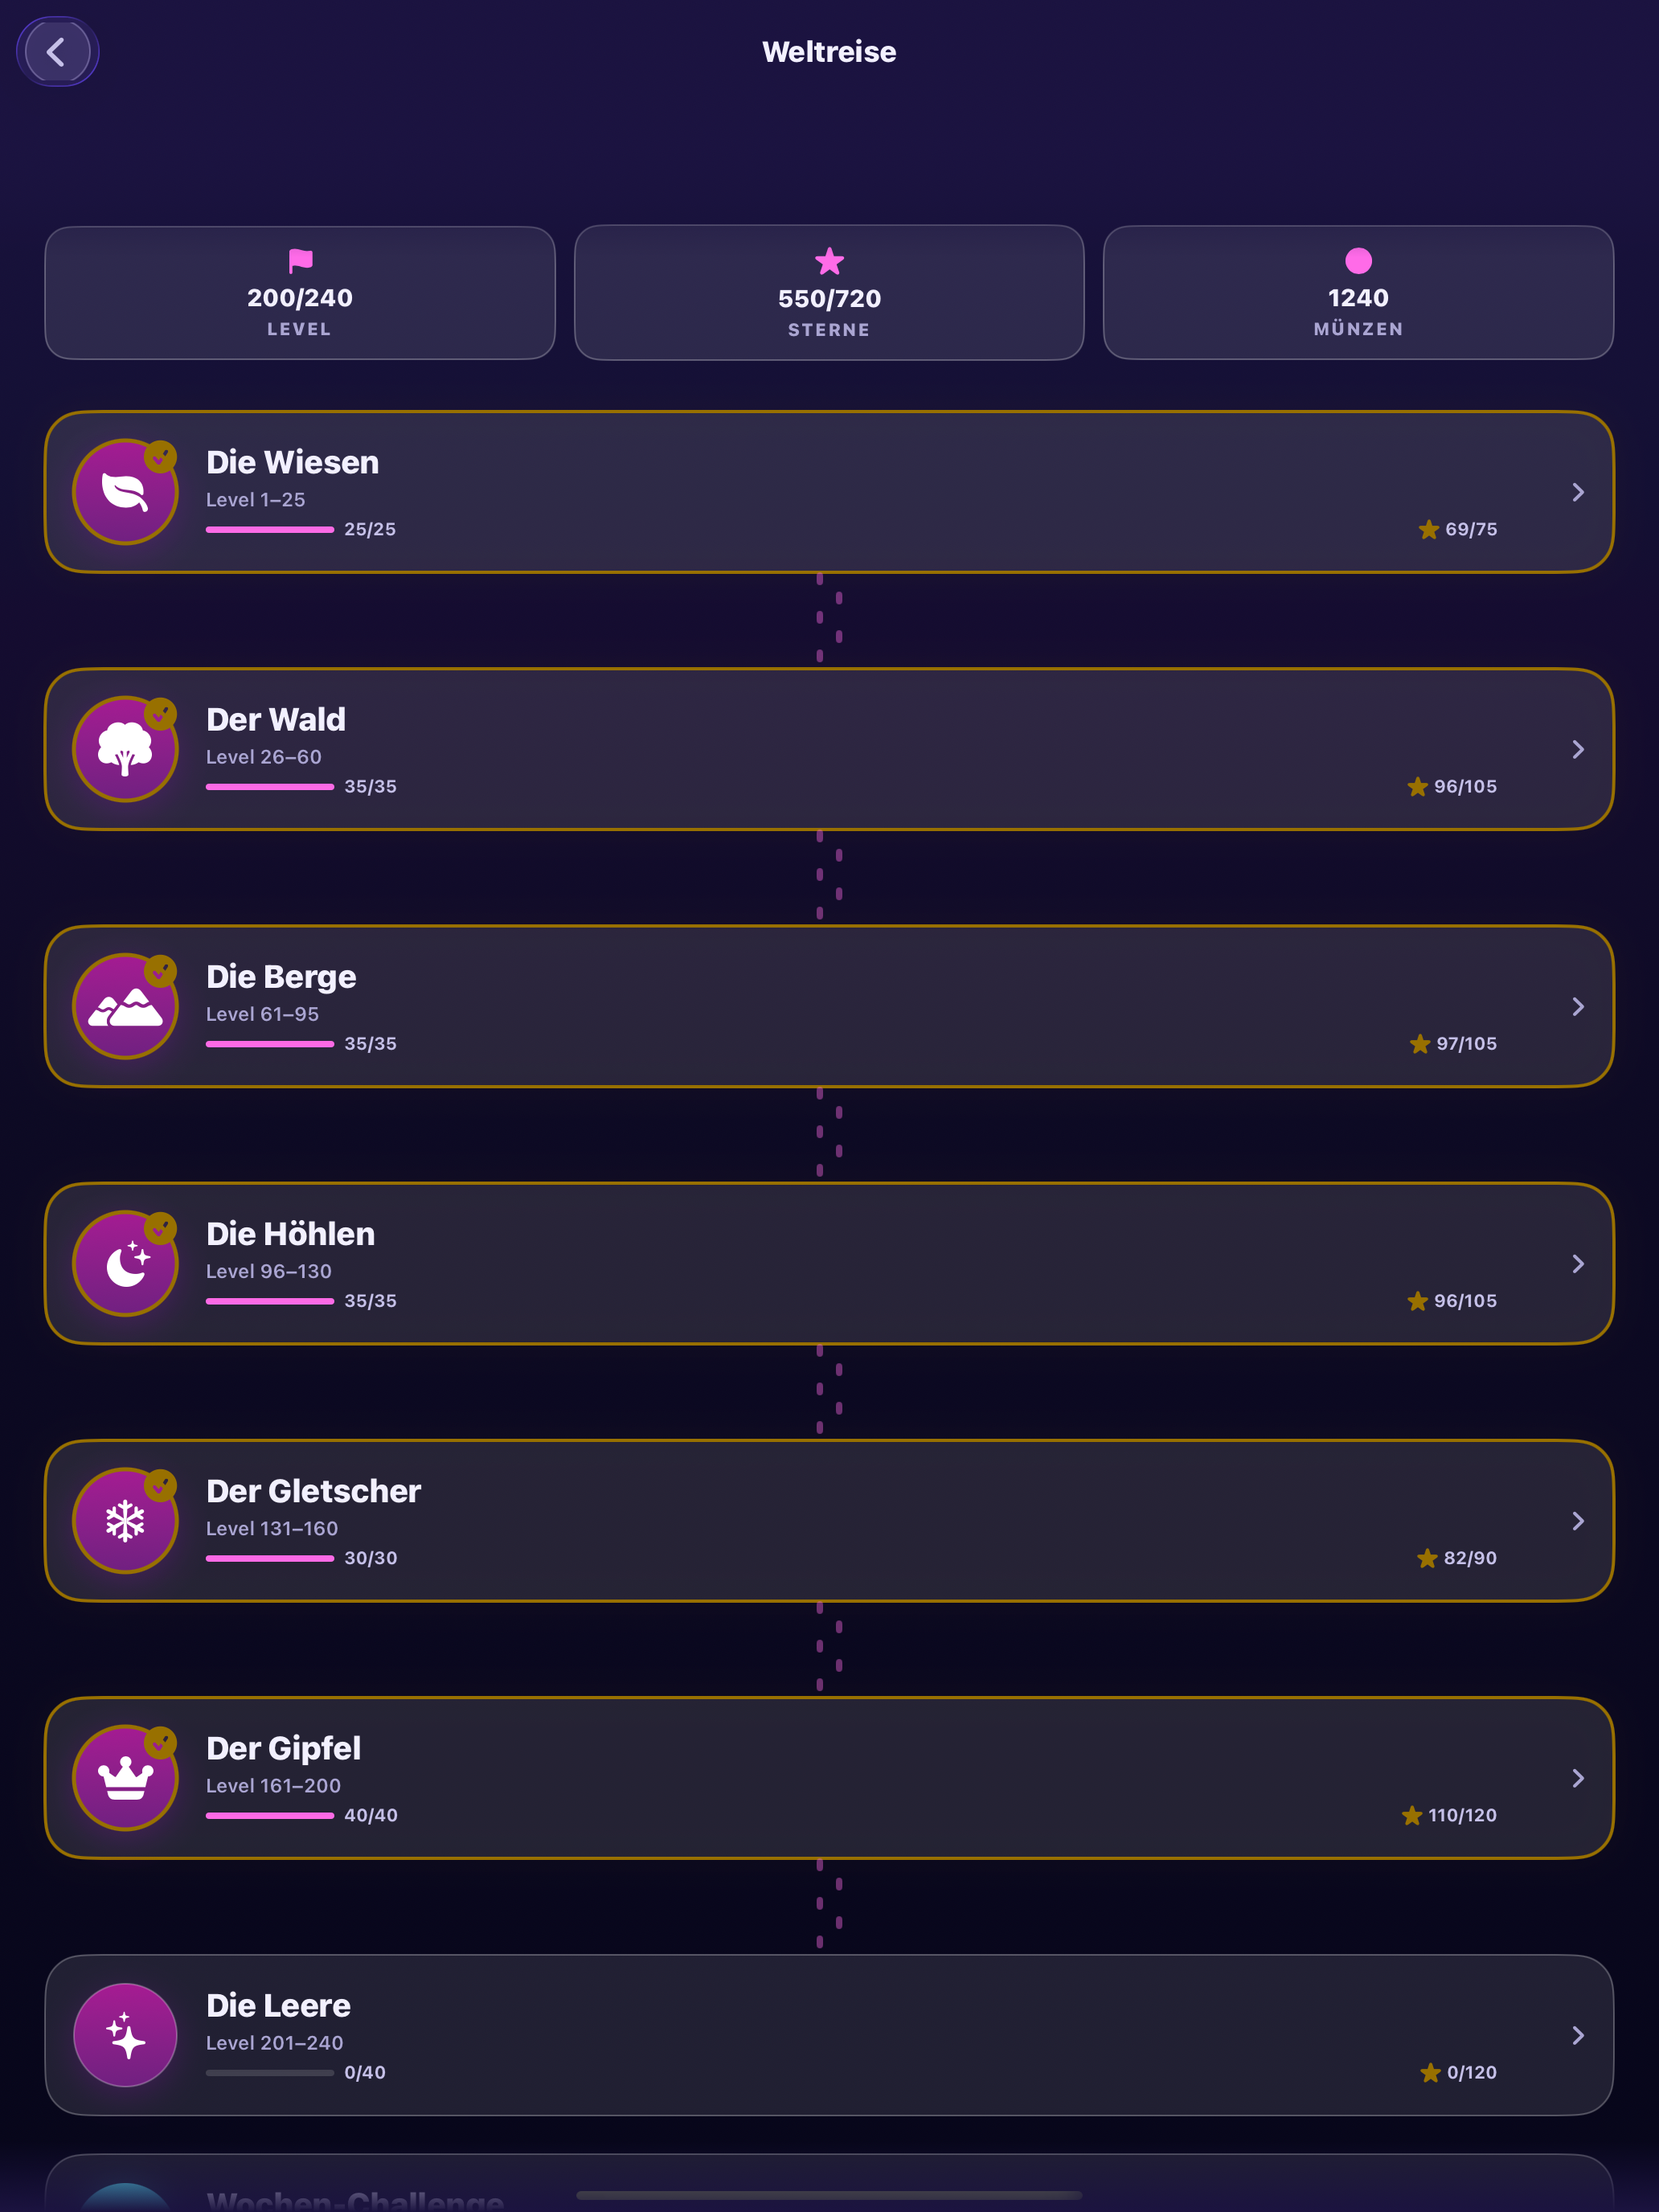 Weltreise
200/240
LEVEL
550/720
STERNE
1240
MÜNZEN
Die Wiesen
Level 1–25
25/25
69/75
Der Wald
Level 26–60
35/35
96/105
Die Berge
Level 61–95
35/35
97/105
Die Höhlen
Level 96–130
35/35
96/105
Der Gletscher
Level 131–160
30/30
82/90
Der Gipfel
Level 161–200
40/40
110/120
Die Leere
Level 201–240
0/40
0/120
Wochen-Challenge